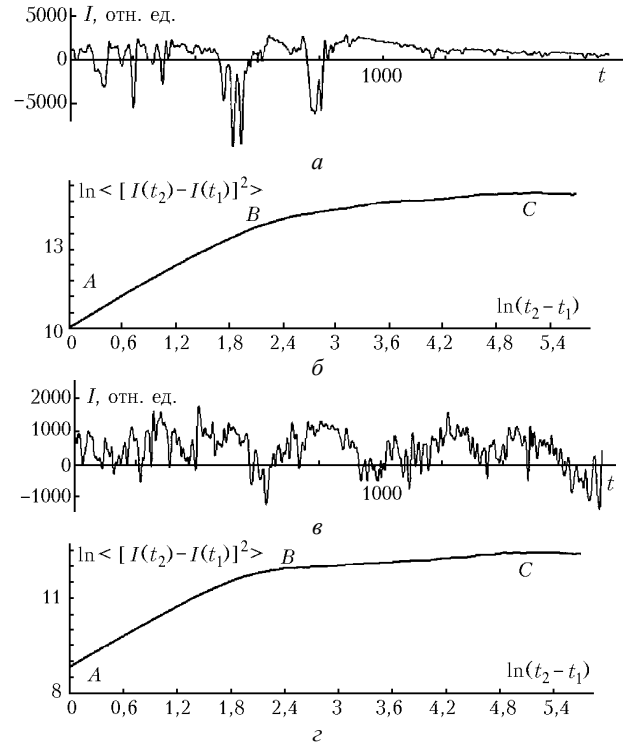 5000
I, отн. ед.
0
1000
t
−5000
а
ln < [ I(t₂)−I(t₁)]² >
B
C
13
A
ln(t₂−t₁)
10
0 0,6 1,2 1,8 2,4 3 3,6 4,2 4,8 5,4
б
2000
I, отн. ед.
1000
0
1000
t
−1000
в
ln < [ I(t₂)−I(t₁)]² >
B
C
11
A
ln(t₂−t₁)
8
0 0,6 1,2 1,8 2,4 3 3,6 4,2 4,8 5,4
г